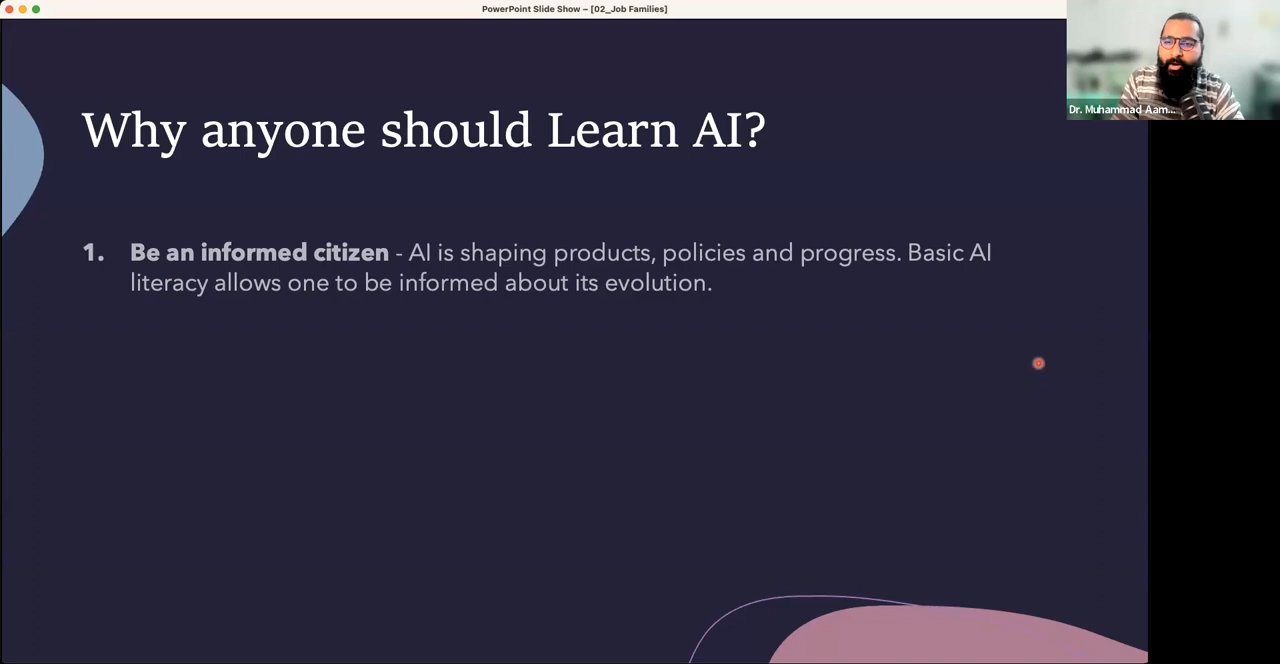 PowerPoint Slide Show – [02_Job Families]
Dr. Muhammad Aam...
Why anyone should Learn AI?
1. Be an informed citizen - AI is shaping products, policies and progress. Basic AI
literacy allows one to be informed about its evolution.